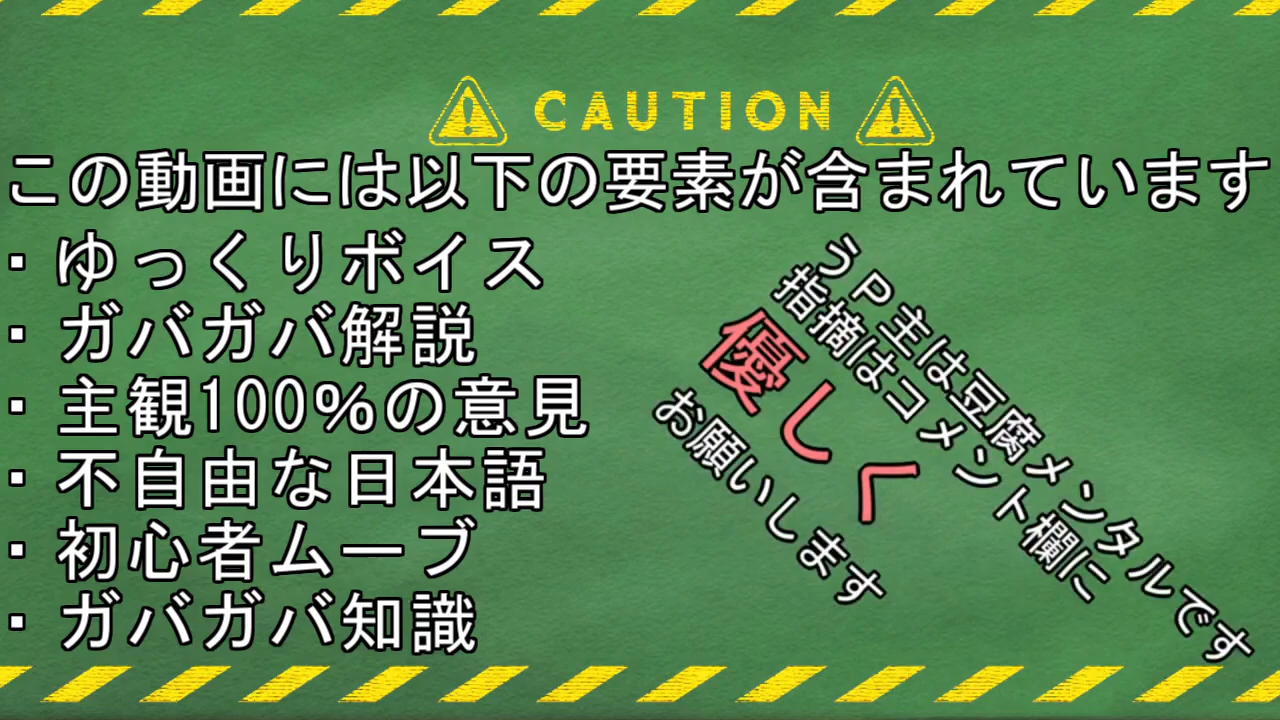 CAUTION
この動画には以下の要素が含まれています
・ゆっくりボイス
・ガバガバ解説
・主観100%の意見
・不自由な日本語
・初心者ムーブ
・ガバガバ知識
うP主は豆腐メンタルです
指摘はコメント欄に
優しく
お願いします